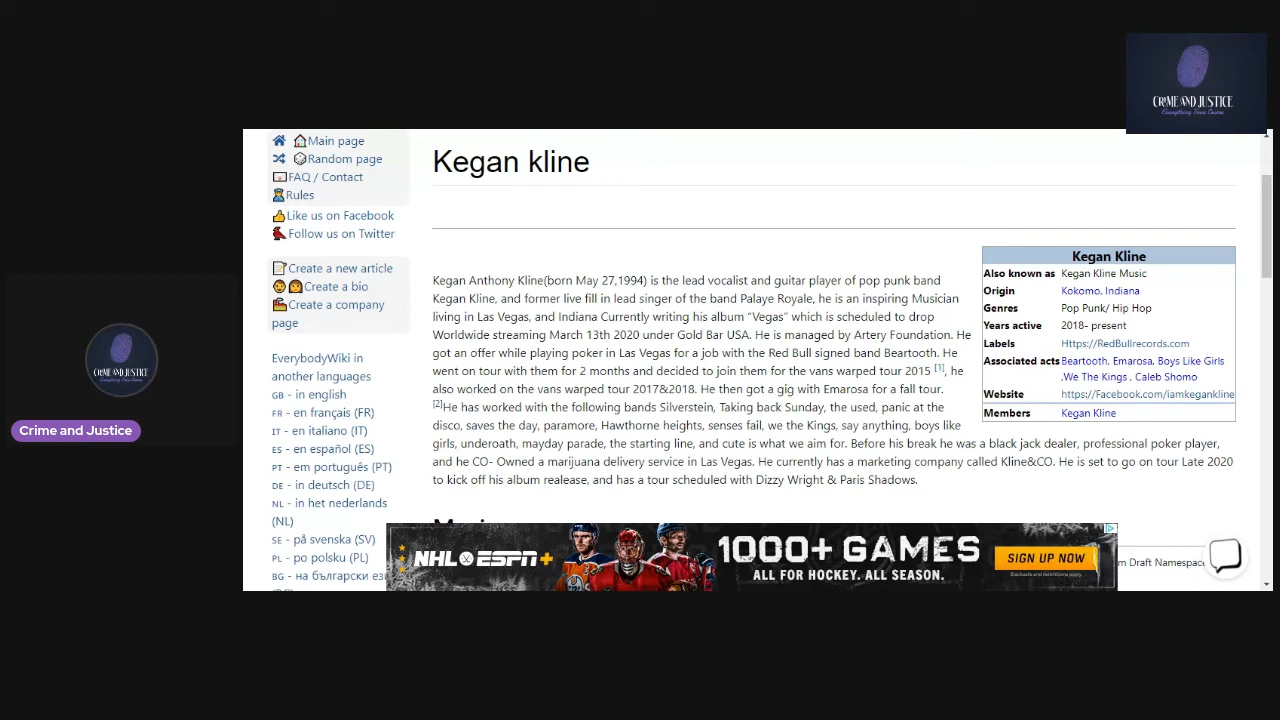 CRIME AND JUSTICE
Everything True Crime
Main page
Random page
FAQ / Contact
Rules
Like us on Facebook
Follow us on Twitter
Create a new article
Create a bio
Create a company
page
EveryBodyWiki in
another languages
GB - in english
FR - en français (FR)
IT - en italiano (IT)
ES - en español (ES)
PT - em português (PT)
DE - in deutsch (DE)
NL - in het nederlands
(NL)
SE - på svenska (SV)
PL - po polsku (PL)
BG - на български
Kegan kline
Kegan Anthony Kline(born May 27,1994) is the lead vocalist and guitar player of pop punk band
Kegan Kline, and former live fill in lead singer of the band Palaye Royale, he is an inspiring Musician
living in Las Vegas, and Indiana Currently writing his album “Vegas” which is scheduled to drop
Worldwide streaming March 13th 2020 under Gold Bar USA. He is managed by Artery Foundation. He
got an offer while playing poker in Las Vegas for a job with the Red Bull signed band Beartooth. He
went on tour with them for 2 months and decided to join them for the vans warped tour 2015 [1], he
also worked on the vans warped tour 2017&2018. He then got a gig with Emarosa for a fall tour.
[2]He has worked with the following bands Silverstein, Taking back Sunday, the used, panic at the
disco, saves the day, paramore, Hawthorne heights, senses fail, we the Kings, say anything, boys like
girls, underoath, mayday parade, the starting line, and cute is what we aim for. Before his break he was a black jack dealer, professional poker player,
and he CO- Owned a marijuana delivery service in Las Vegas. He currently has a marketing company called Kline&CO. He is set to go on tour Late 2020
to kick off his album realease, and has a tour scheduled with Dizzy Wright & Paris Shadows.
Kegan Kline
Also known as Kegan Kline Music
Origin Kokomo, Indiana
Genres Pop Punk/ Hip Hop
Years active 2018- present
Labels Https://RedBullrecords.com
Associated acts Beartooth, Emarosa, Boys Like Girls
,We The Kings , Caleb Shomo
Website https://Facebook.com/iamkegankline
Members Kegan Kline
m Draft Namespace
NHL ESPN+
1000+ GAMES
ALL FOR HOCKEY. ALL SEASON.
SIGN UP NOW
Blackouts and restrictions apply.
CRIME AND JUSTICE
Crime and Justice